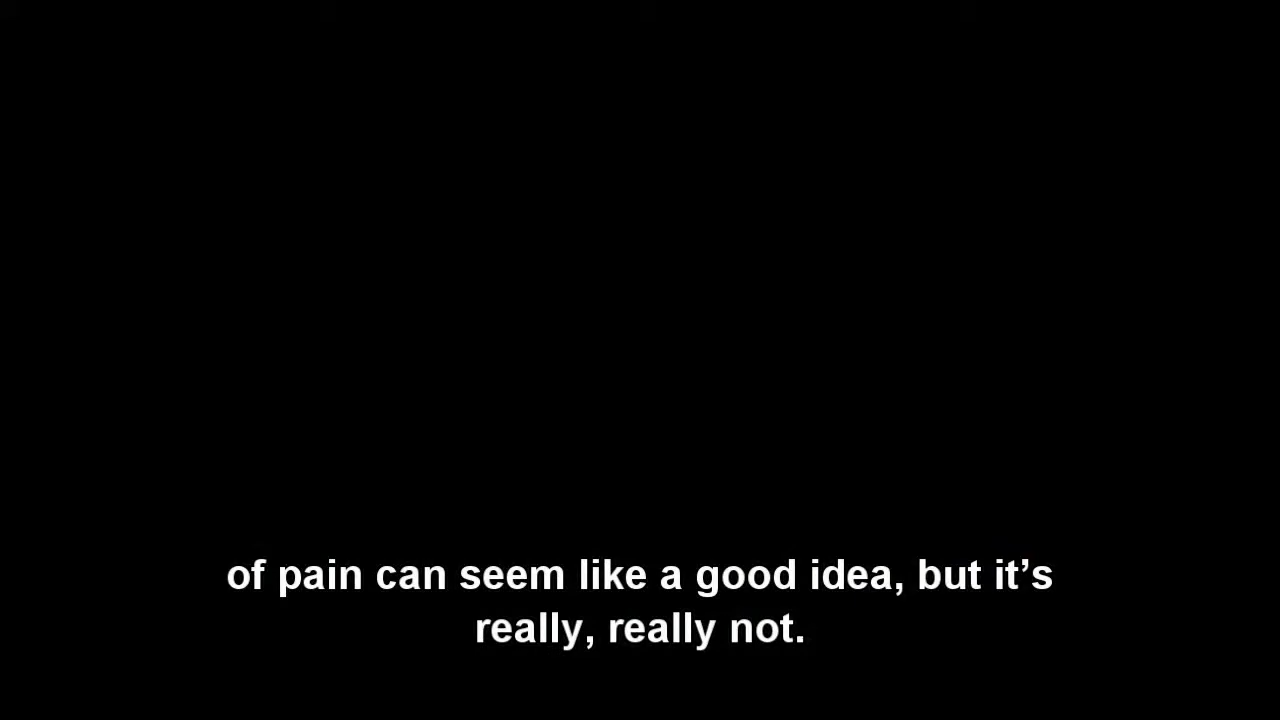 of pain can seem like a good idea, but it’s
really, really not.